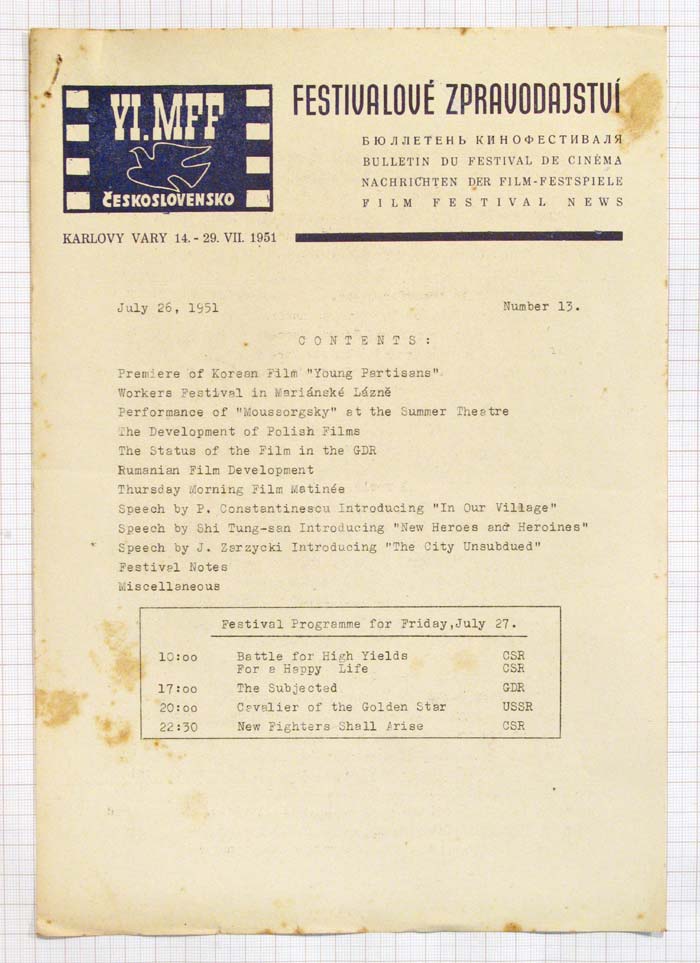 VI. MFF
ČESKOSLOVENSKO
FESTIVALOVÉ ZPRAVODAJSTVÍ
БЮЛЛЕТЕНЬ КИНОФЕСТИВАЛЯ
BULLETIN DU FESTIVAL DE CINÉMA
NACHRICHTEN DER FILM-FESTSPIELE
FILM FESTIVAL NEWS
KARLOVY VARY 14. - 29. VII. 1951
July 26, 1951 Number 13.
CONTENTS:
Premiere of Korean Film "Young Partisans"
Workers Festival in Mariánské Lázně
Performance of "Moussorgsky" at the Summer Theatre
The Development of Polish Films
The Status of the Film in the GDR
Rumanian Film Development
Thursday Morning Film Matinée
Speech by P. Constantinescu Introducing "In Our Village"
Speech by Shi Tung-san Introducing "New Heroes and Heroines"
Speech by J. Zarzycki Introducing "The City Unsubdued"
Festival Notes
Miscellaneous
Festival Programme for Friday,July 27.
10:00 Battle for High Yields CSR
For a Happy Life CSR
17:00 The Subjected GDR
20:00 Cavalier of the Golden Star USSR
22:30 New Fighters Shall Arise CSR